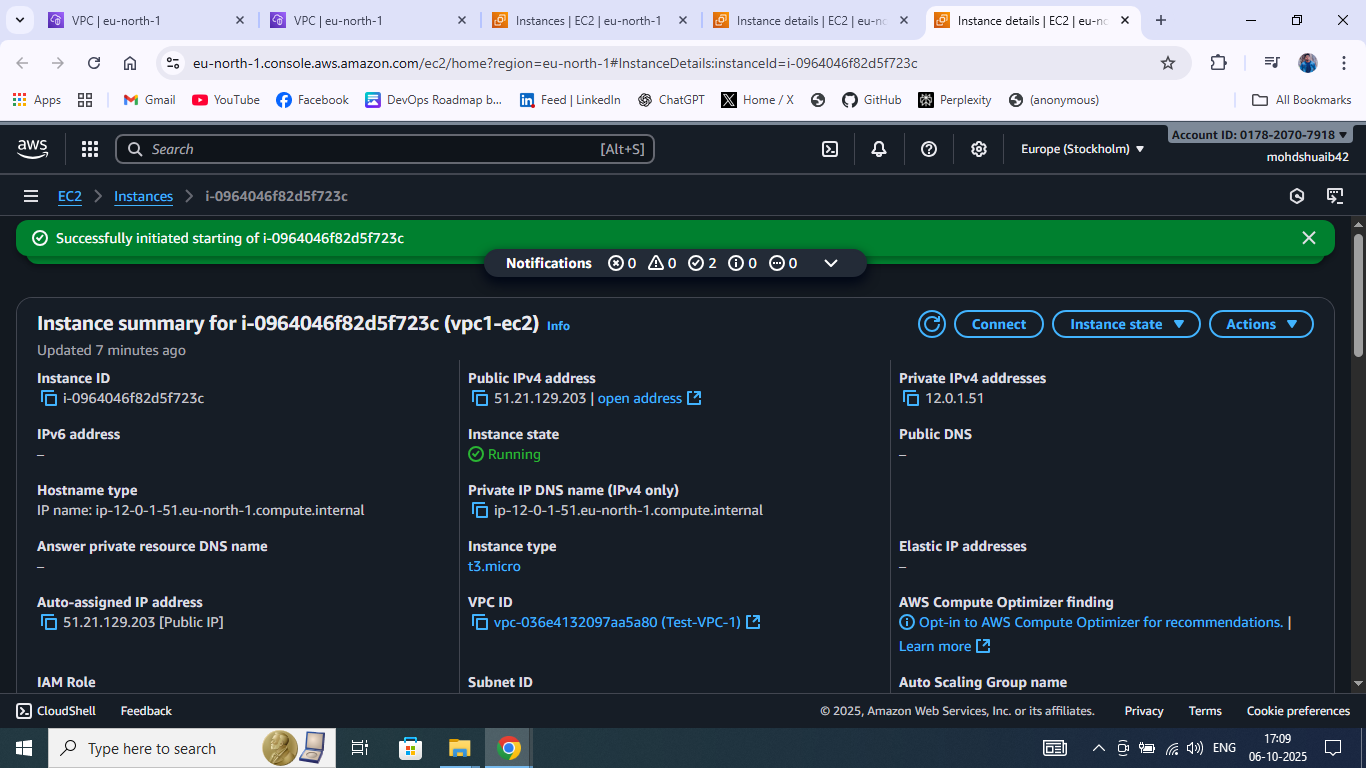 VPC | eu-north-1
VPC | eu-north-1
Instances | EC2 | eu-north-1
Instance details | EC2 | eu-no
Instance details | EC2 | eu-no
eu-north-1.console.aws.amazon.com/ec2/home?region=eu-north-1#InstanceDetails:instanceId=i-0964046f82d5f723c
Apps
Gmail
YouTube
Facebook
DevOps Roadmap b...
Feed | LinkedIn
ChatGPT
Home / X
GitHub
Perplexity
(anonymous)
All Bookmarks
aws
Search
[Alt+S]
Europe (Stockholm)
Account ID: 0178-2070-7918
mohdshuaib42
EC2
Instances
i-0964046f82d5f723c
Successfully initiated starting of i-0964046f82d5f723c
Notifications 0 0 2 0 0
Instance summary for i-0964046f82d5f723c (vpc1-ec2) Info
Connect
Instance state
Actions
Updated 7 minutes ago
Instance ID
i-0964046f82d5f723c
Public IPv4 address
51.21.129.203 | open address
Private IPv4 addresses
12.0.1.51
IPv6 address
–
Instance state
Running
Public DNS
–
Hostname type
IP name: ip-12-0-1-51.eu-north-1.compute.internal
Private IP DNS name (IPv4 only)
ip-12-0-1-51.eu-north-1.compute.internal
Answer private resource DNS name
–
Instance type
t3.micro
Elastic IP addresses
–
Auto-assigned IP address
51.21.129.203 [Public IP]
VPC ID
vpc-036e4132097aa5a80 (Test-VPC-1)
AWS Compute Optimizer finding
Opt-in to AWS Compute Optimizer for recommendations. |
Learn more
IAM Role
Subnet ID
Auto Scaling Group name
CloudShell
Feedback
© 2025, Amazon Web Services, Inc. or its affiliates.
Privacy
Terms
Cookie preferences
Type here to search
ENG
17:09
06-10-2025